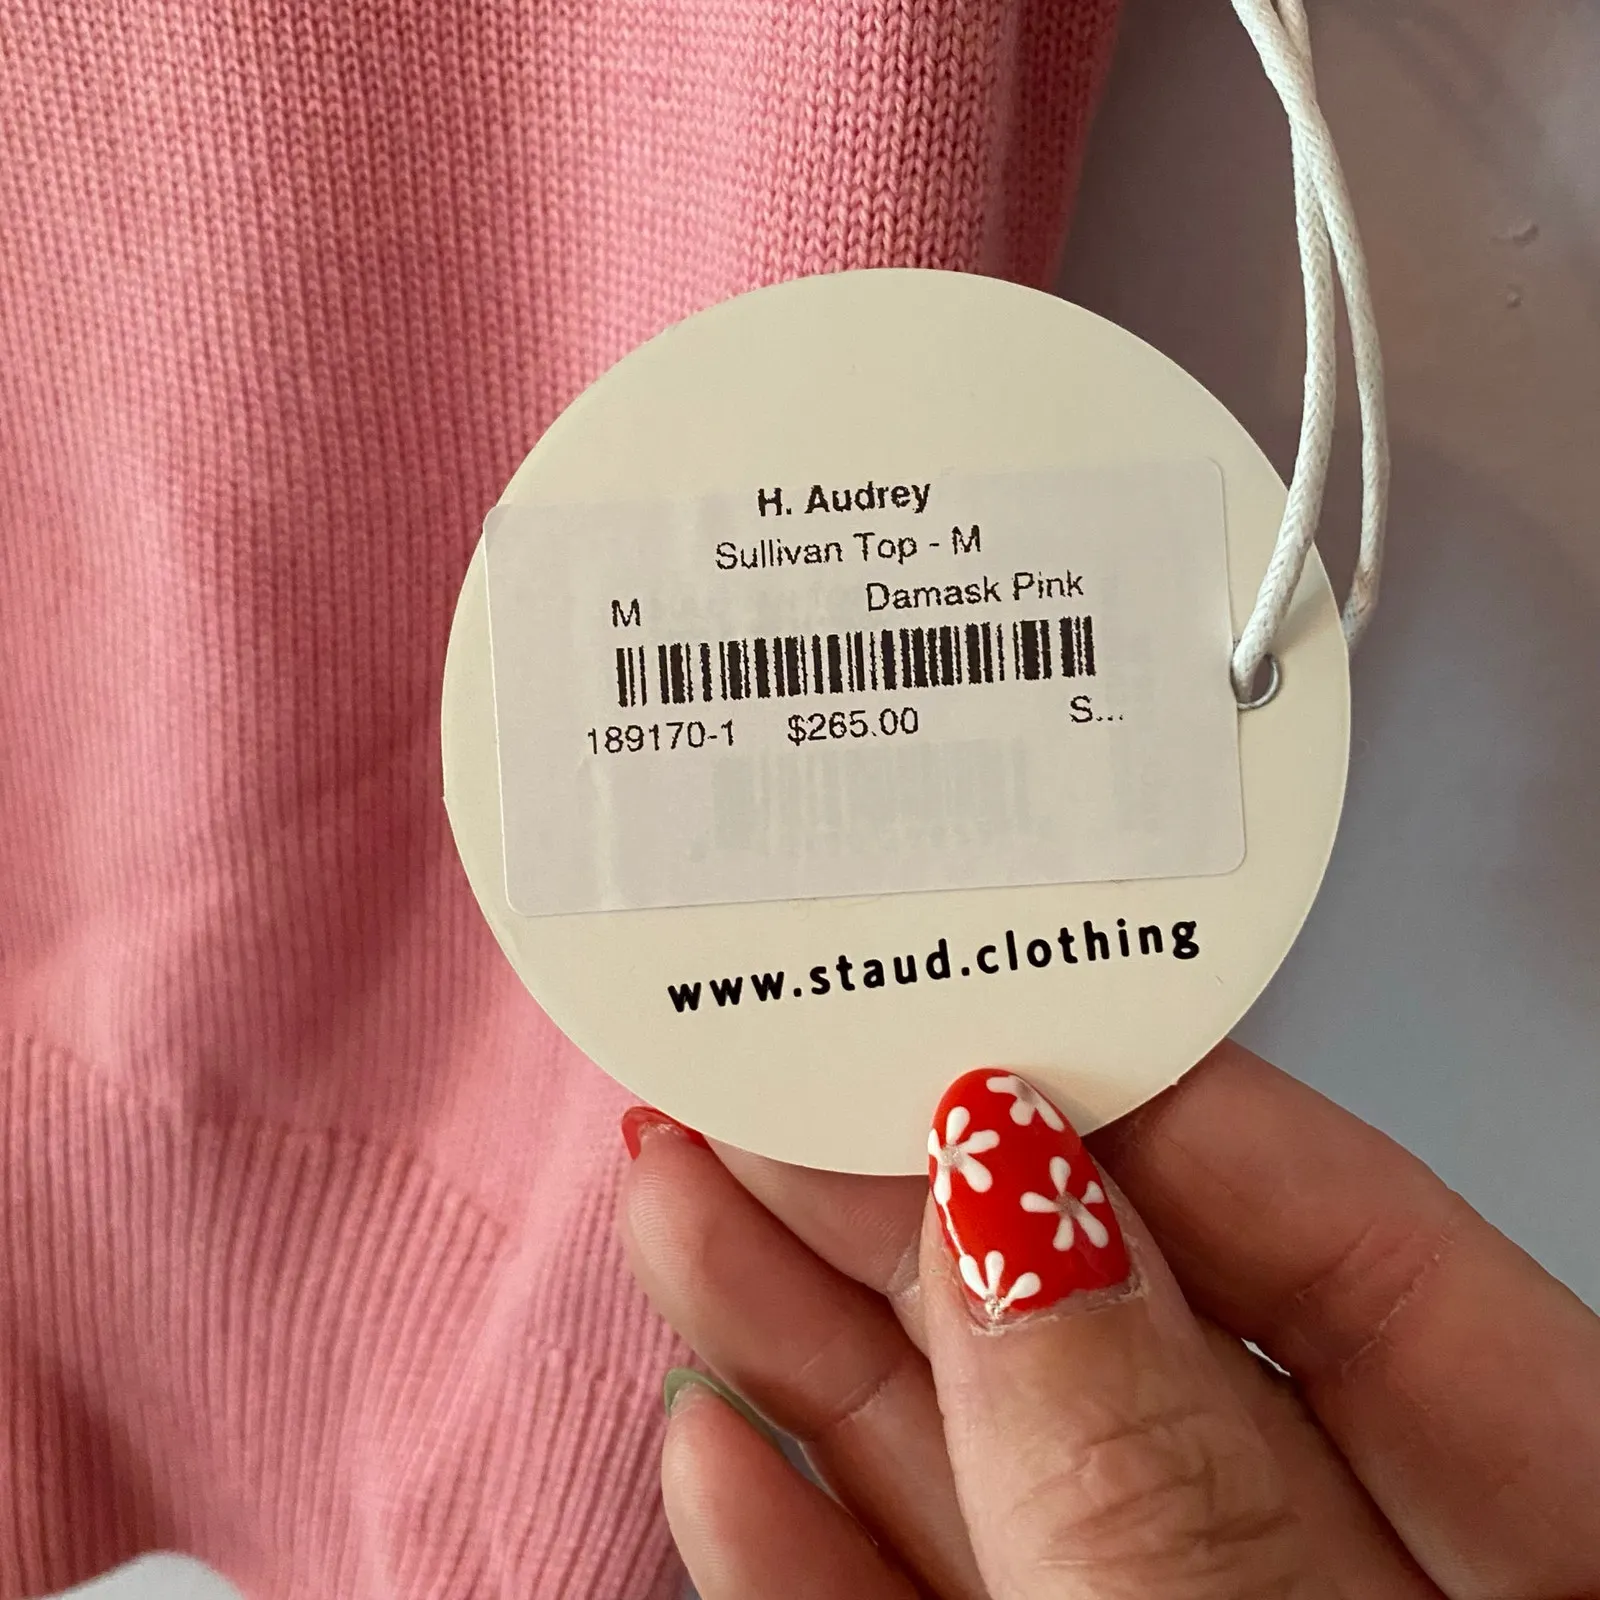 H. Audrey
Sullivan Top - M
M Damask Pink
189170-1 $265.00 S...
www.staud.clothing